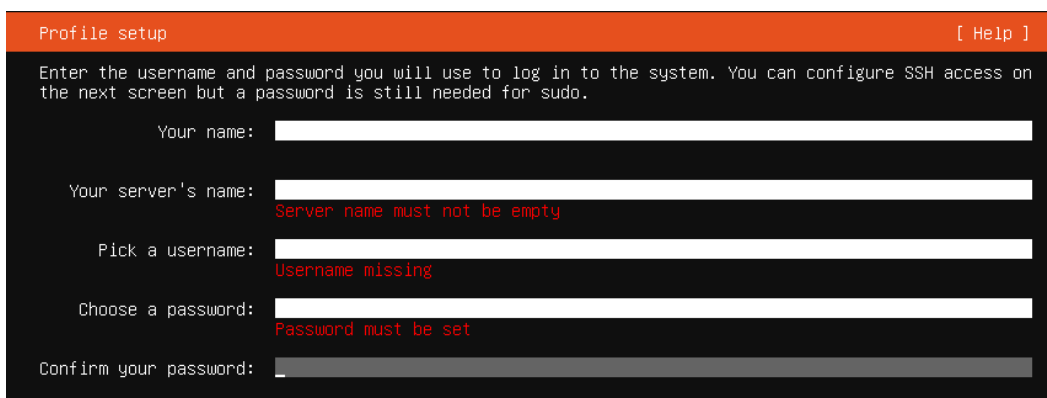 Profile setup [ Help ]
Enter the username and password you will use to log in to the system. You can configure SSH access on
the next screen but a password is still needed for sudo.
Your name:
Your server's name:
Server name must not be empty
Pick a username:
Username missing
Choose a password:
Password must be set
Confirm your password: